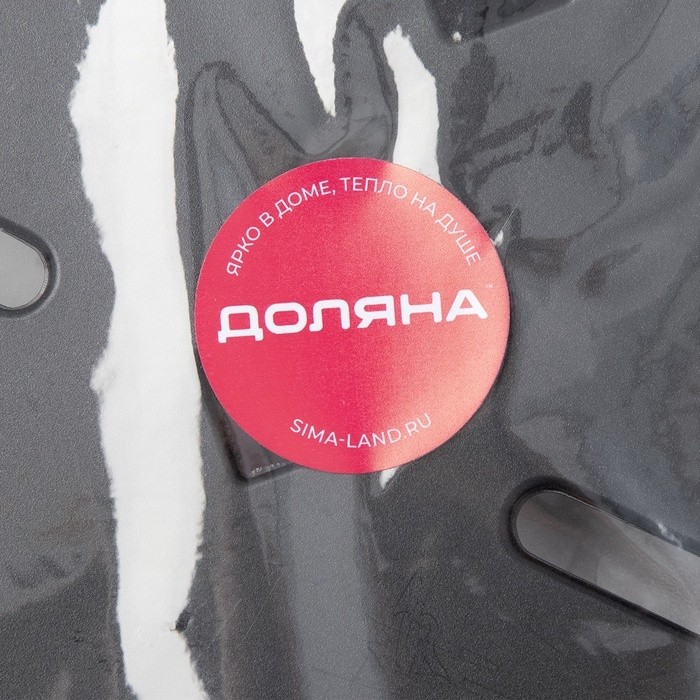 ЯРКО В ДОМЕ, ТЕПЛО НА ДУШЕ
ДОЛЯНА
SIMA-LAND.RU